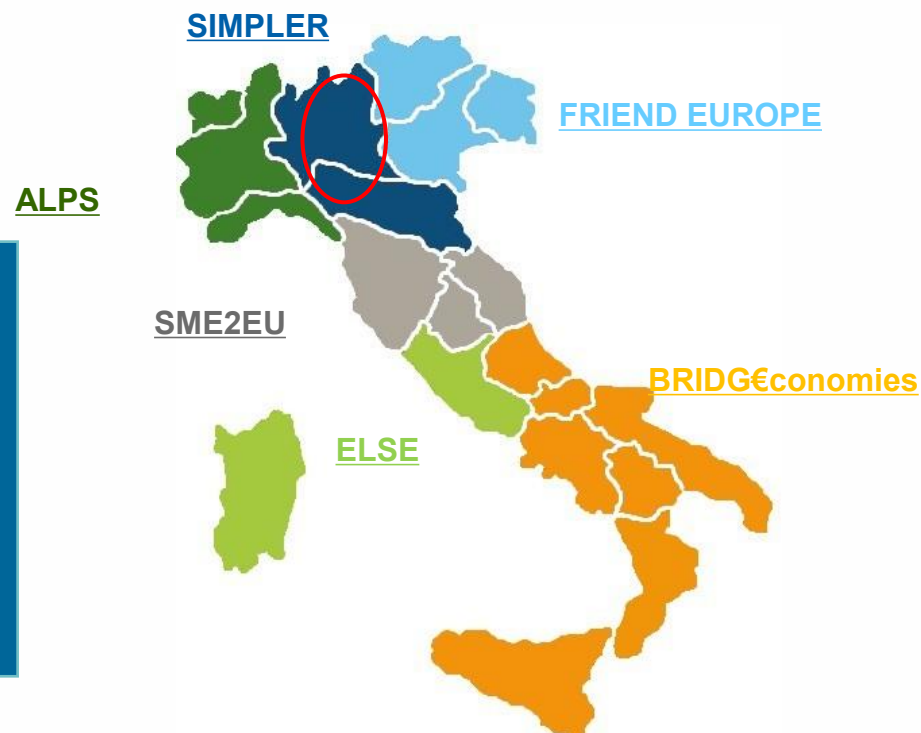 SIMPLER
FRIEND EUROPE
ALPS
SME2EU
BRIDG€conomies
ELSE